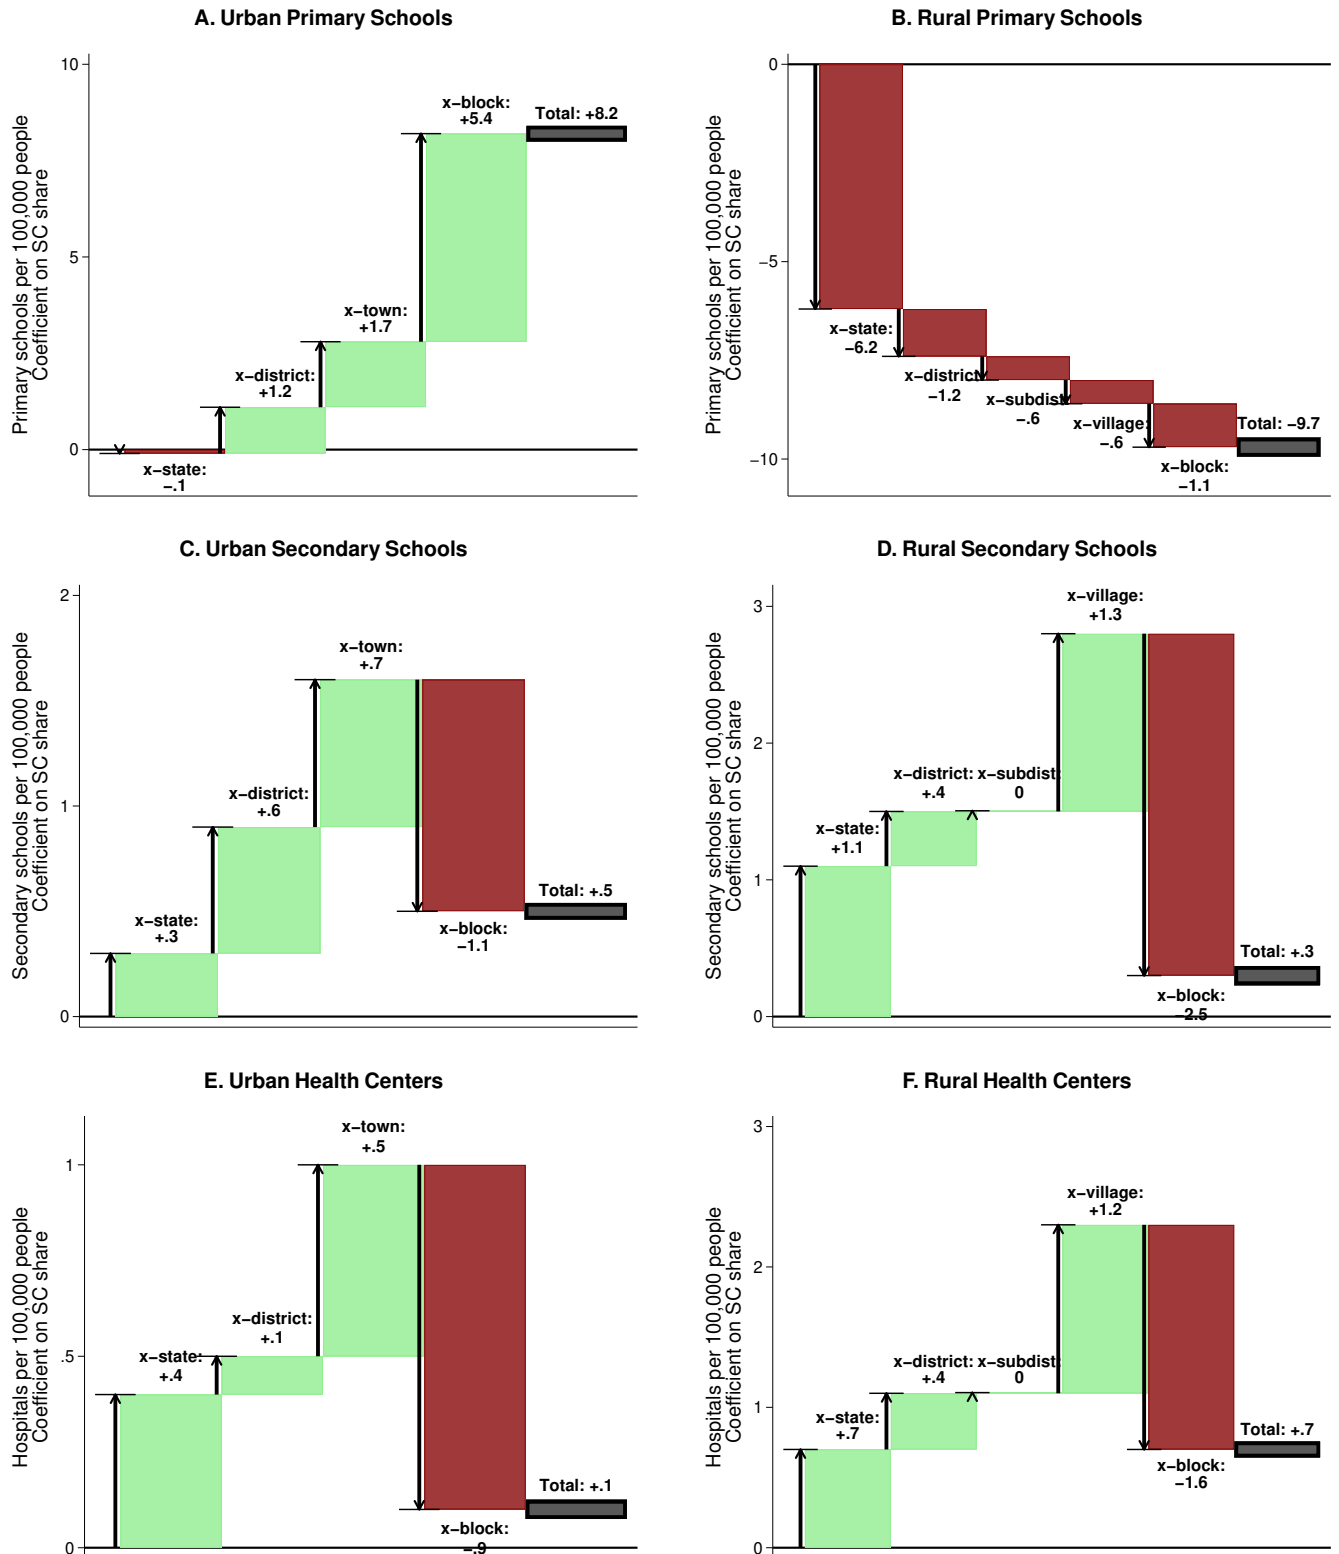 A. Urban Primary Schools
Primary schools per 100,000 people
Coefficient on SC share
10
5
0
x−state:
−.1
x−district:
+1.2
x−town:
+1.7
x−block:
+5.4
Total: +8.2
B. Rural Primary Schools
Primary schools per 100,000 people
Coefficient on SC share
0
−5
−10
x−state:
−6.2
x−district:
−1.2
x−subdist:
−.6
x−village:
−.6
x−block:
−1.1
Total: −9.7
C. Urban Secondary Schools
Secondary schools per 100,000 people
Coefficient on SC share
2
1
0
x−state:
+.3
x−district:
+.6
x−town:
+.7
x−block:
−1.1
Total: +.5
D. Rural Secondary Schools
Secondary schools per 100,000 people
Coefficient on SC share
3
2
1
0
x−state:
+1.1
x−district:
+.4
x−subdist:
0
x−village:
+1.3
x−block:
−2.5
Total: +.3
E. Urban Health Centers
Hospitals per 100,000 people
Coefficient on SC share
1
.5
0
x−state:
+.4
x−district:
+.1
x−town:
+.5
x−block:
−.9
Total: +.1
F. Rural Health Centers
Hospitals per 100,000 people
Coefficient on SC share
3
2
1
0
x−state:
+.7
x−district:
+.4
x−subdist:
0
x−village:
+1.2
x−block:
−1.6
Total: +.7